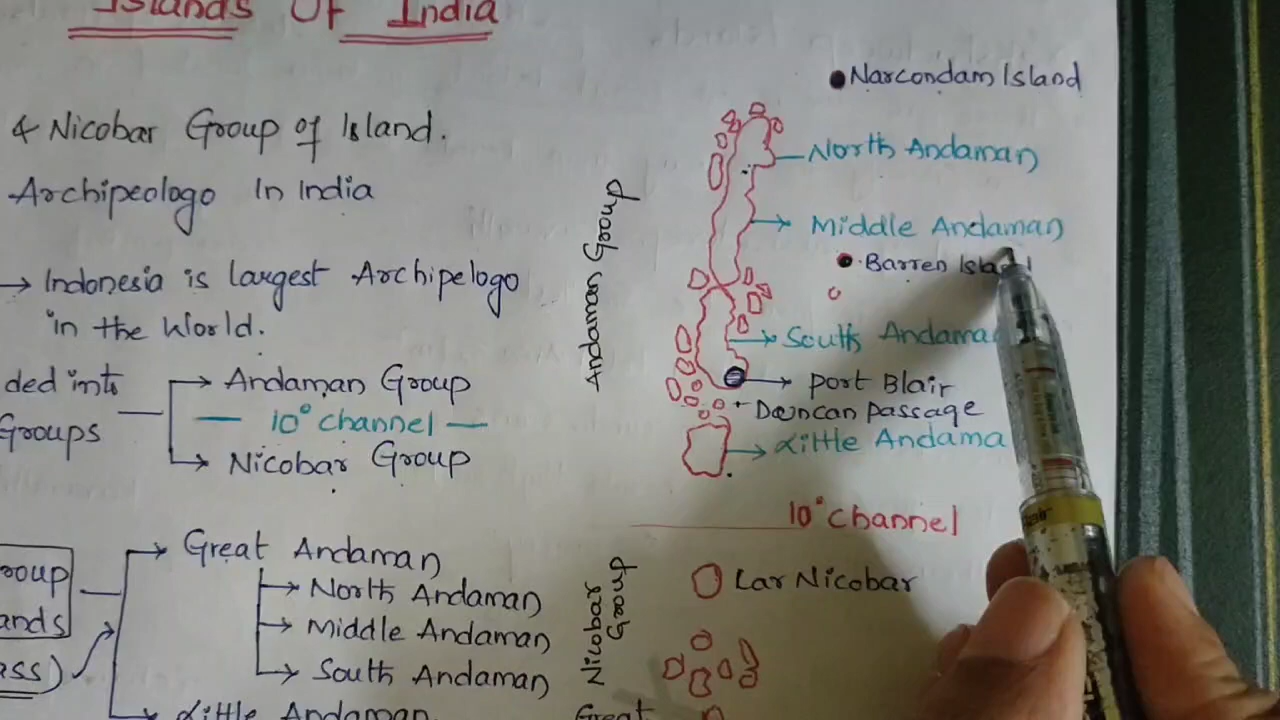 Islands Of India
& Nicobar Group of Island.
Archipeologo In India
→ Indonesia is largest Archipelogo
in the World.
ded into
Groups
→ Andaman Group
— 10° channel —
→ Nicobar Group
roup
ands
ass)
→ Great Andaman
→ North Andaman
→ Middle Andaman
→ South Andaman
→ Little Andaman
Andaman Group
Narcondam Island
North Andaman
→ Middle Andaman
Barren Island
→ South Andama
→ Port Blair
Duncan passage
→ Little Andama
10° channel
Nicobar Group
Car Nicobar
Great